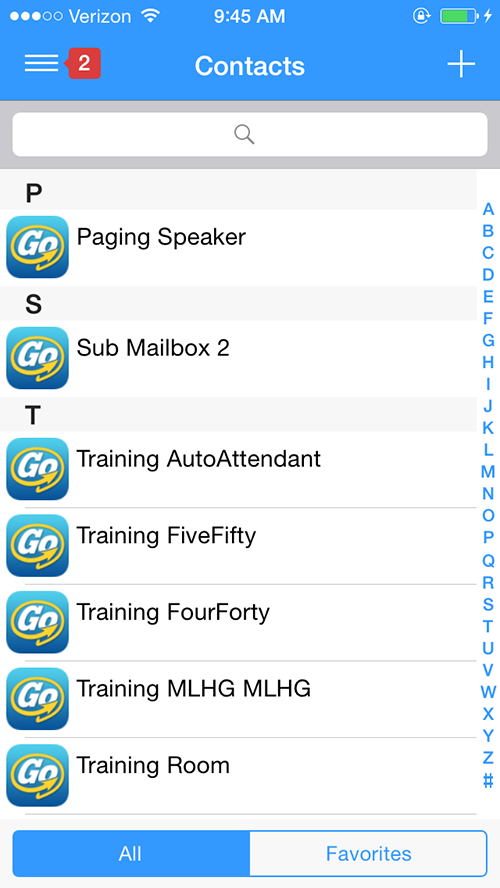 Verizon 9:45 AM
2 Contacts
P
Go Paging Speaker
S
Go Sub Mailbox 2
T
Go Training AutoAttendant
Go Training FiveFifty
Go Training FourForty
Go Training MLHG MLHG
Go Training Room
A
B
C
D
E
F
G
H
I
J
K
L
M
N
O
P
Q
R
S
T
U
V
W
X
Y
Z
#
All Favorites